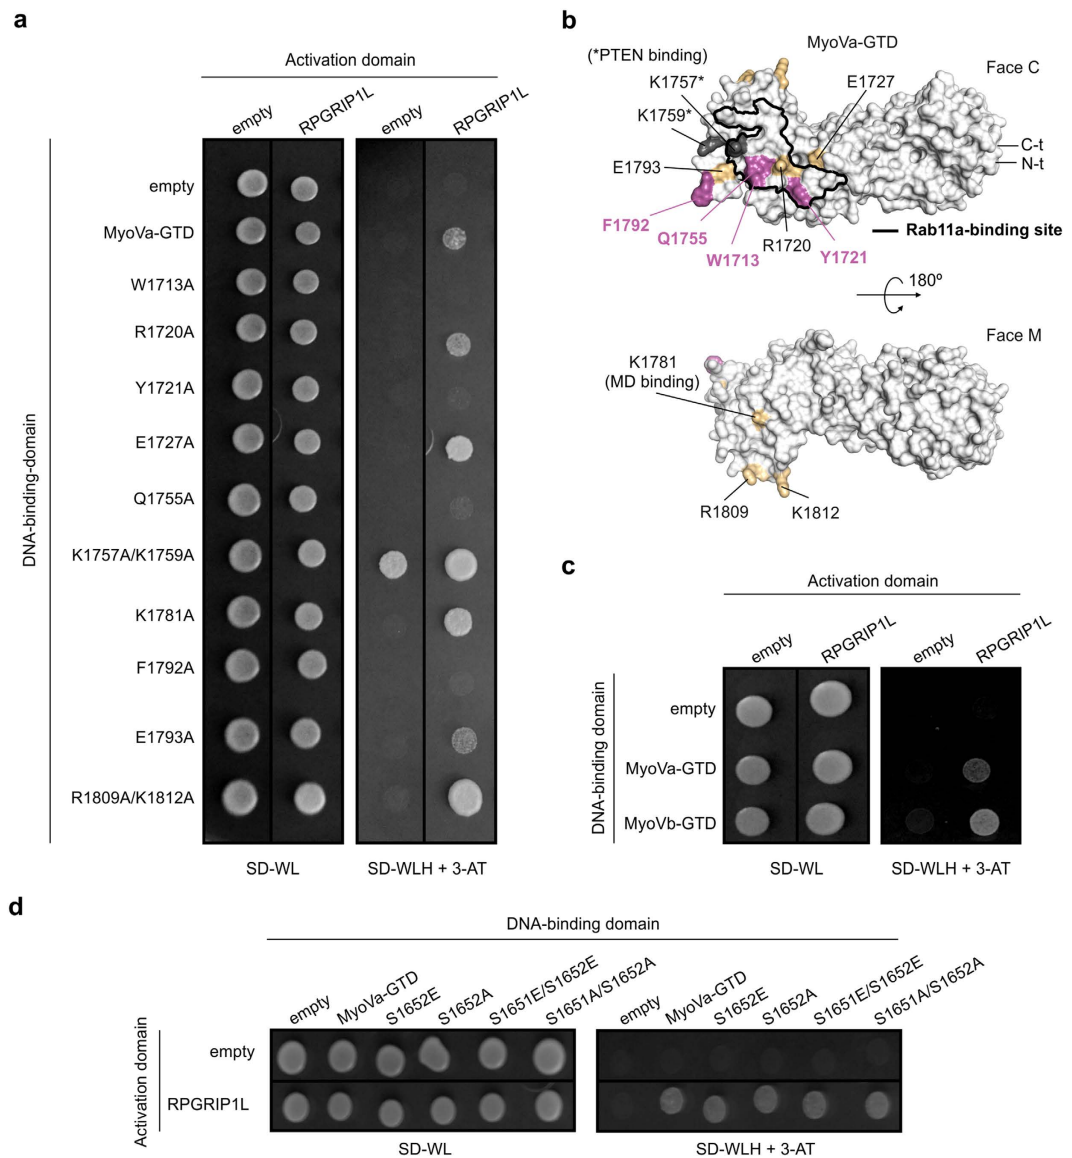 a
Activation domain
empty
RPGRIP1L
empty
RPGRIP1L
DNA-binding-domain
empty
MyoVa-GTD
W1713A
R1720A
Y1721A
E1727A
Q1755A
K1757A/K1759A
K1781A
F1792A
E1793A
R1809A/K1812A
SD-WL
SD-WLH + 3-AT
b
MyoVa-GTD
(*PTEN binding)
K1757*
K1759*
E1727
Face C
E1793
C-t
N-t
F1792
Q1755
W1713
R1720
Y1721
Rab11a-binding site
180º
Face M
K1781
(MD binding)
R1809
K1812
c
Activation domain
empty
RPGRIP1L
empty
RPGRIP1L
DNA-binding domain
empty
MyoVa-GTD
MyoVb-GTD
SD-WL
SD-WLH + 3-AT
d
DNA-binding domain
empty
MyoVa-GTD
S1652E
S1652A
S1651E/S1652E
S1651A/S1652A
empty
MyoVa-GTD
S1652E
S1652A
S1651E/S1652E
S1651A/S1652A
Activation domain
empty
RPGRIP1L
SD-WL
SD-WLH + 3-AT